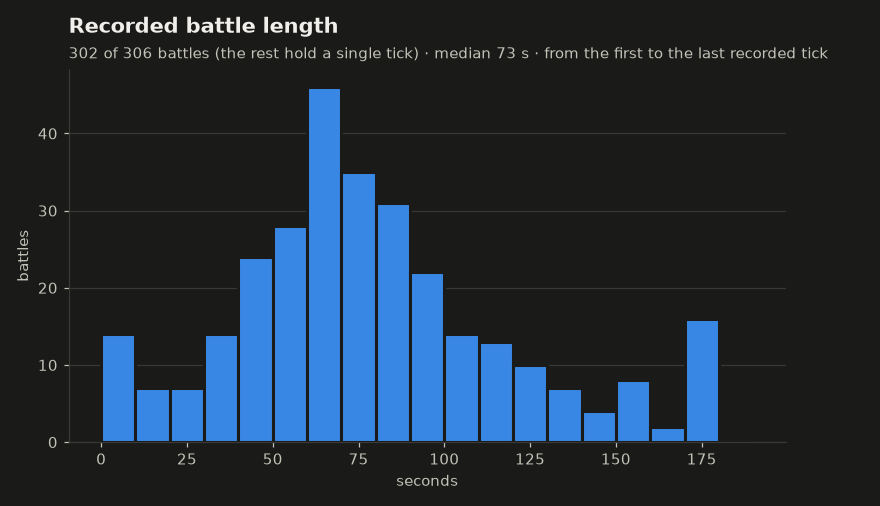 Recorded battle length
302 of 306 battles (the rest hold a single tick) · median 73 s · from the first to the last recorded tick
battles
40
30
20
10
0
0 25 50 75 100 125 150 175
seconds